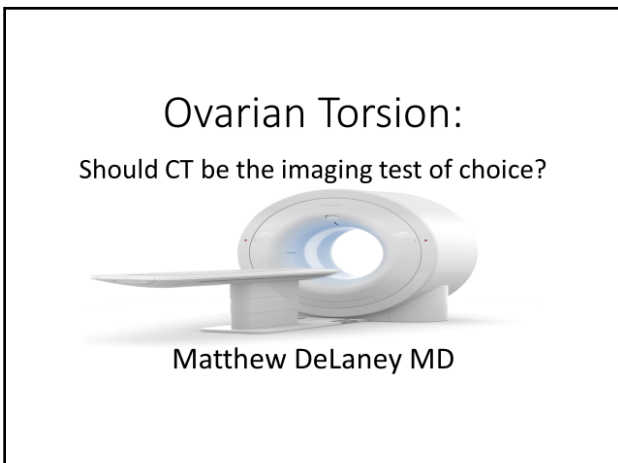 Ovarian Torsion:
Should CT be the imaging test of choice?
Matthew DeLaney MD